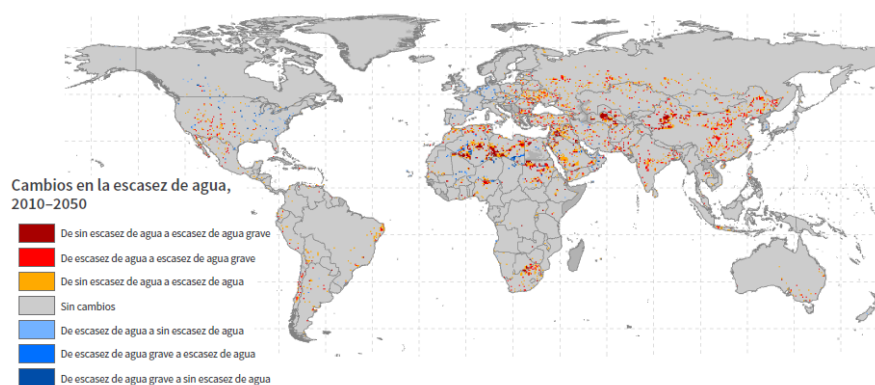 Cambios en la escasez de agua,
2010–2050
De sin escasez de agua a escasez de agua grave
De escasez de agua a escasez de agua grave
De sin escasez de agua a escasez de agua
Sin cambios
De escasez de agua a sin escasez de agua
De escasez de agua grave a escasez de agua
De escasez de agua grave a sin escasez de agua